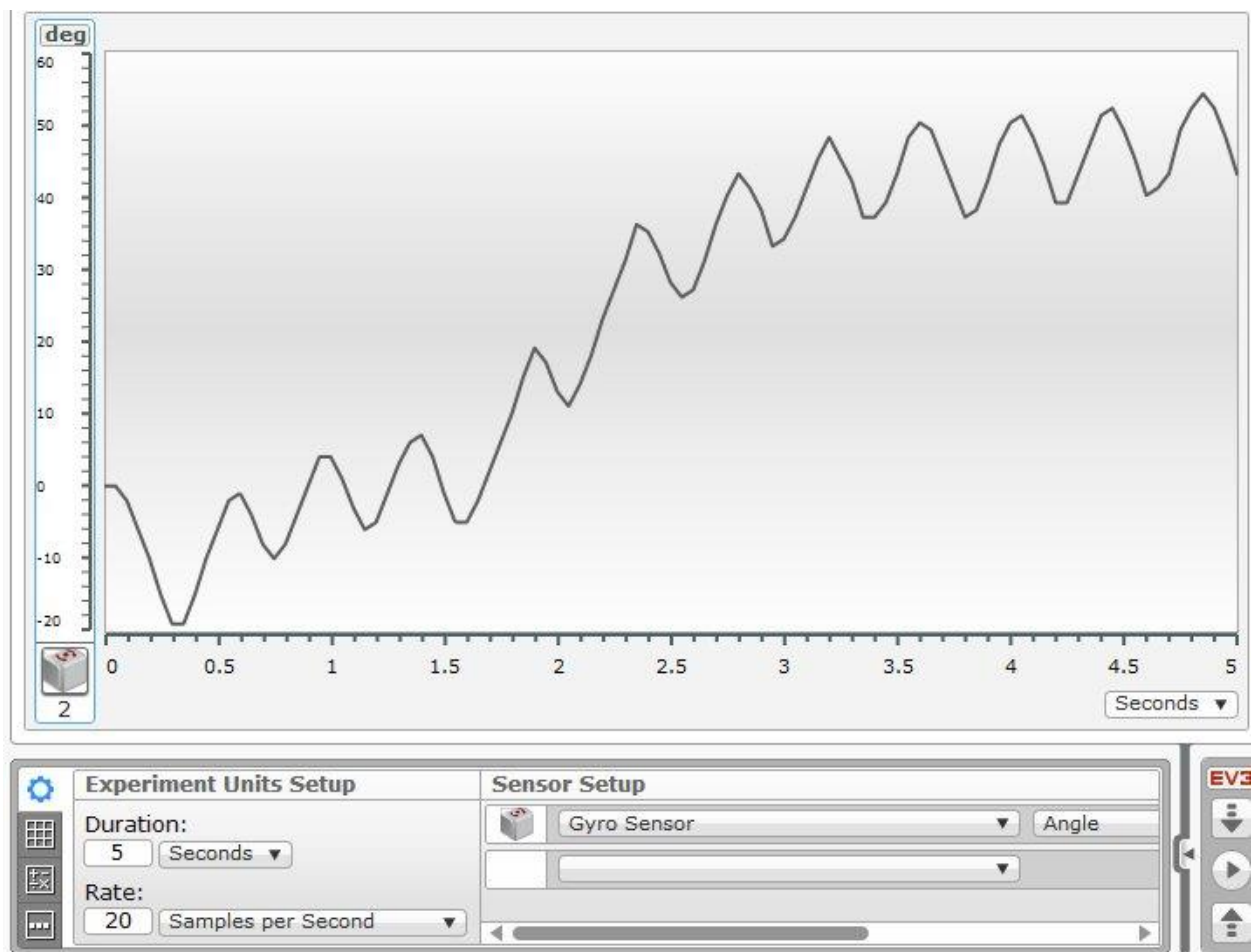 deg
60
50
40
30
20
10
0
-10
-20
0 0.5 1 1.5 2 2.5 3 3.5 4 4.5 5
2
Seconds
Experiment Units Setup
Duration:
5 Seconds
Rate:
20 Samples per Second
Sensor Setup
Gyro Sensor Angle
EV3